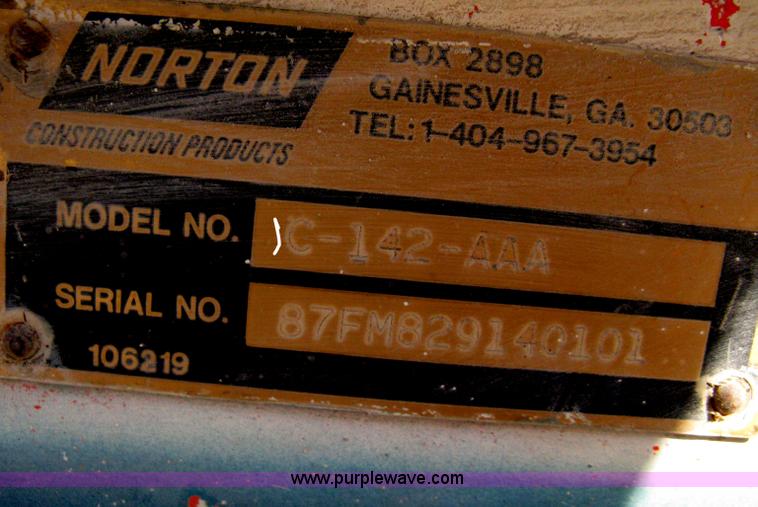 NORTON
CONSTRUCTION PRODUCTS
BOX 2898
GAINESVILLE, GA. 30503
TEL: 1-404-967-3954
MODEL NO. C-142-AAA
SERIAL NO. 87FM829140101
106219
www.purplewave.com